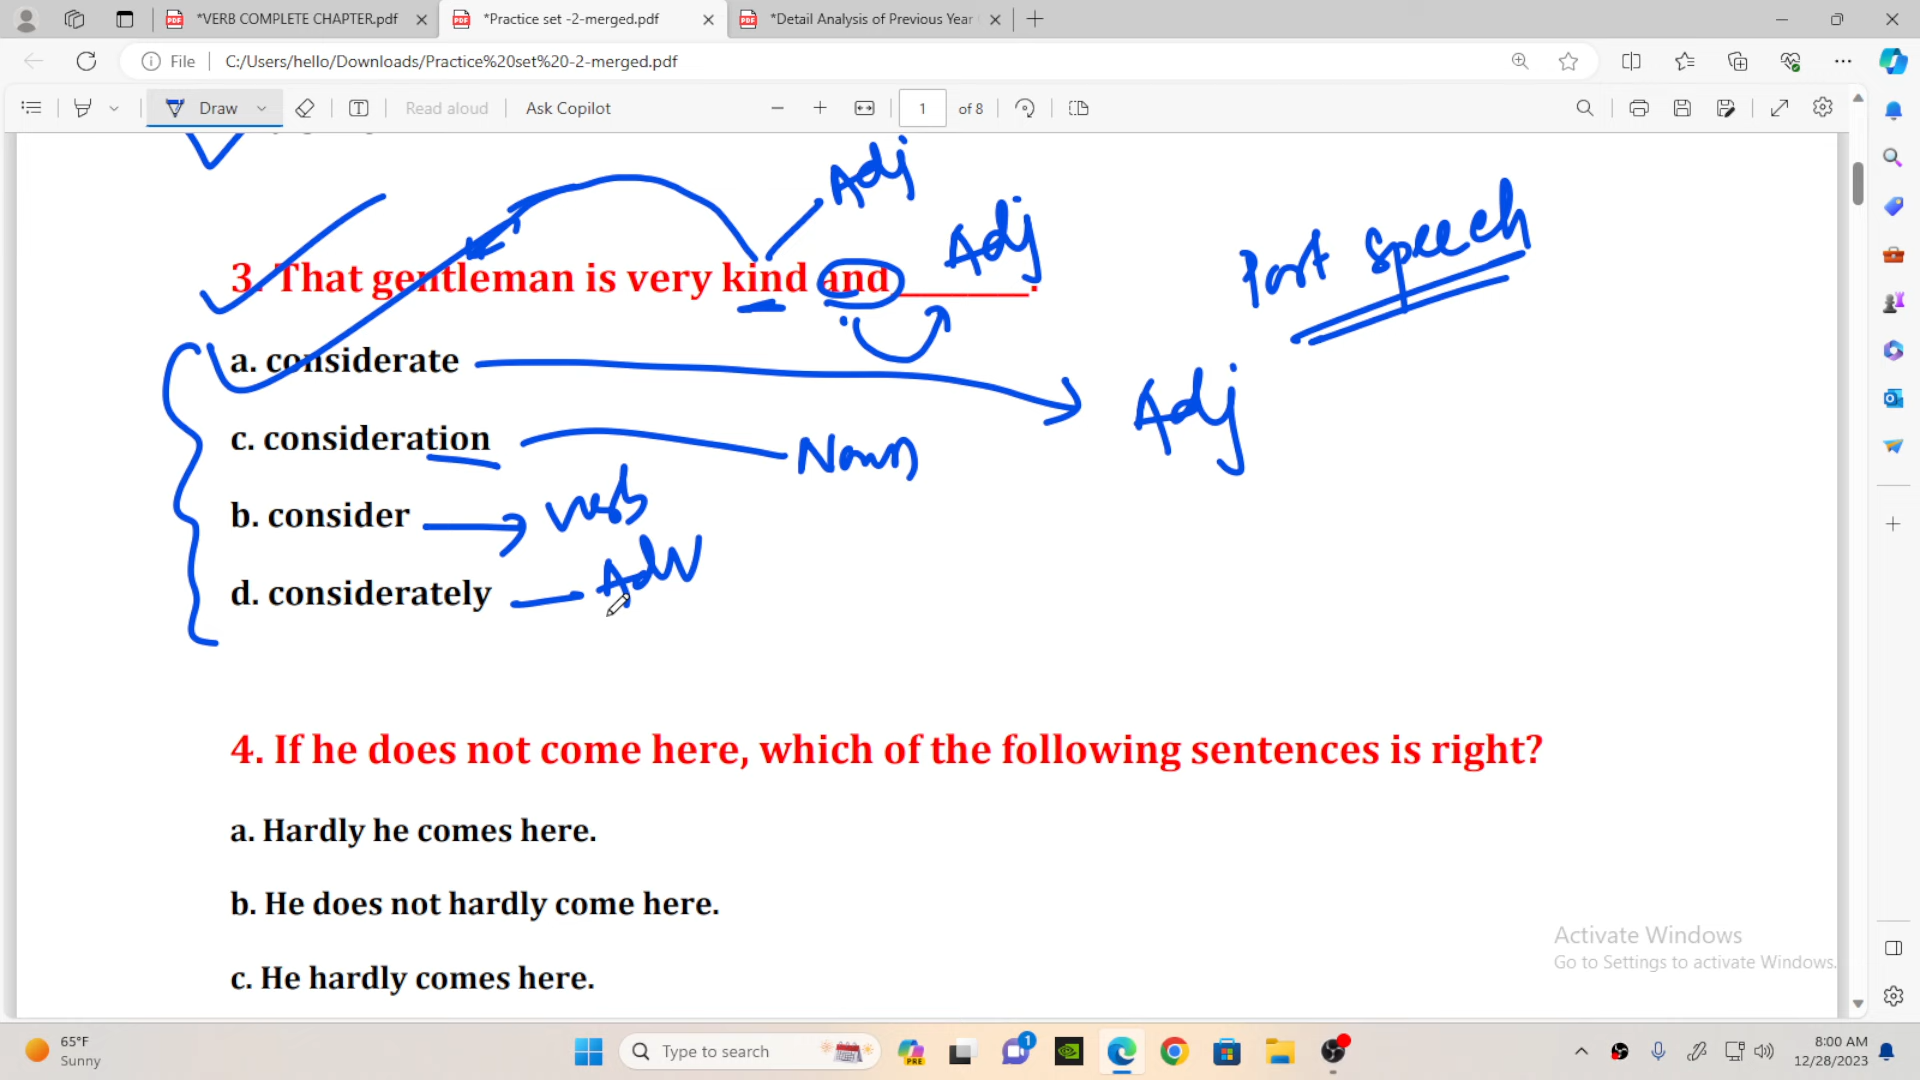 *VERB COMPLETE CHAPTER.pdf
*Practice set -2-merged.pdf
*Detail Analysis of Previous Year
File
C:/Users/hello/Downloads/Practice%20set%20-2-merged.pdf
Draw
Read aloud
Ask Copilot
1
of 8
Adj
Adj
Part Speech
3. That gentleman is very kind and ________.
a. considerate
Adj
c. consideration
Noun
b. consider
Verb
d. considerately
Adv
4. If he does not come here, which of the following sentences is right?
a. Hardly he comes here.
b. He does not hardly come here.
c. He hardly comes here.
Activate Windows
Go to Settings to activate Windows.
65°F
Sunny
Type to search
PRE
1
8:00 AM
12/28/2023